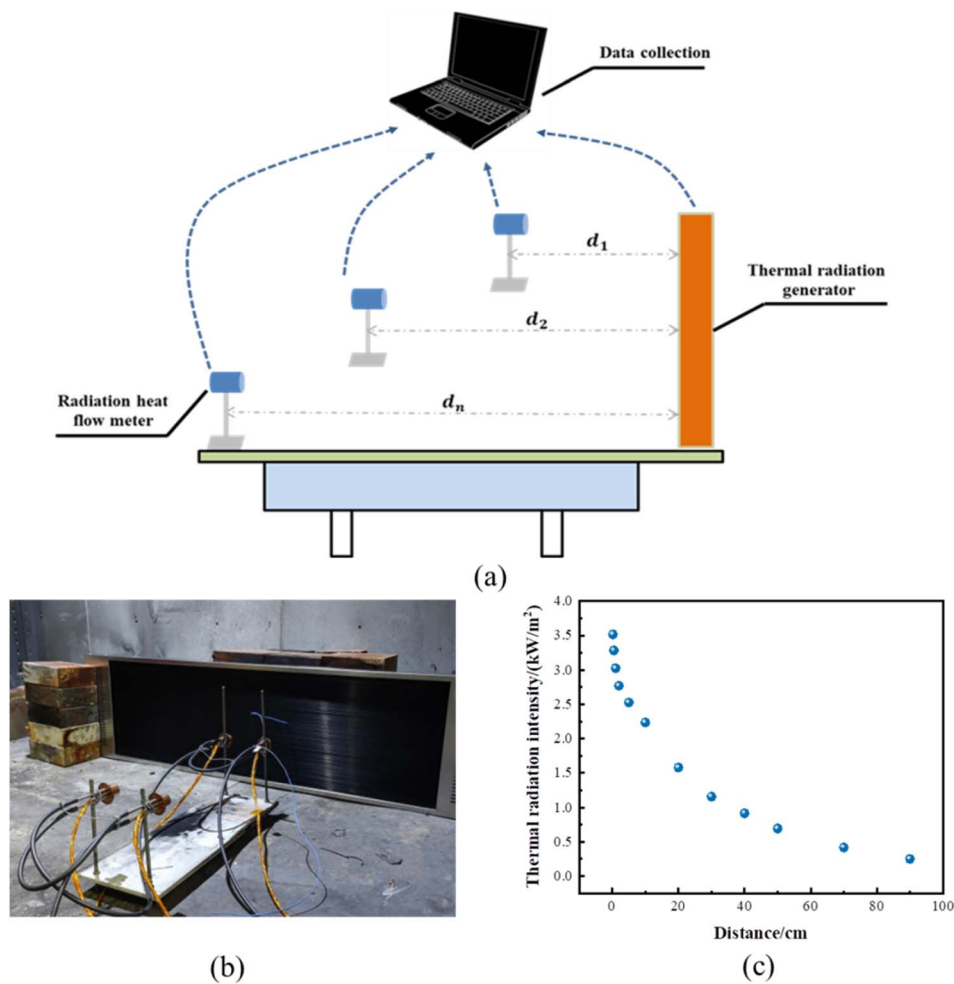 Data collection
d₁
Thermal radiation
generator
d₂
Radiation heat
flow meter
dₙ
(a)
Thermal radiation intensity/(kW/m²)
4.0
3.5
3.0
2.5
2.0
1.5
1.0
0.5
0.0
0 20 40 60 80 100
Distance/cm
(b)
(c)